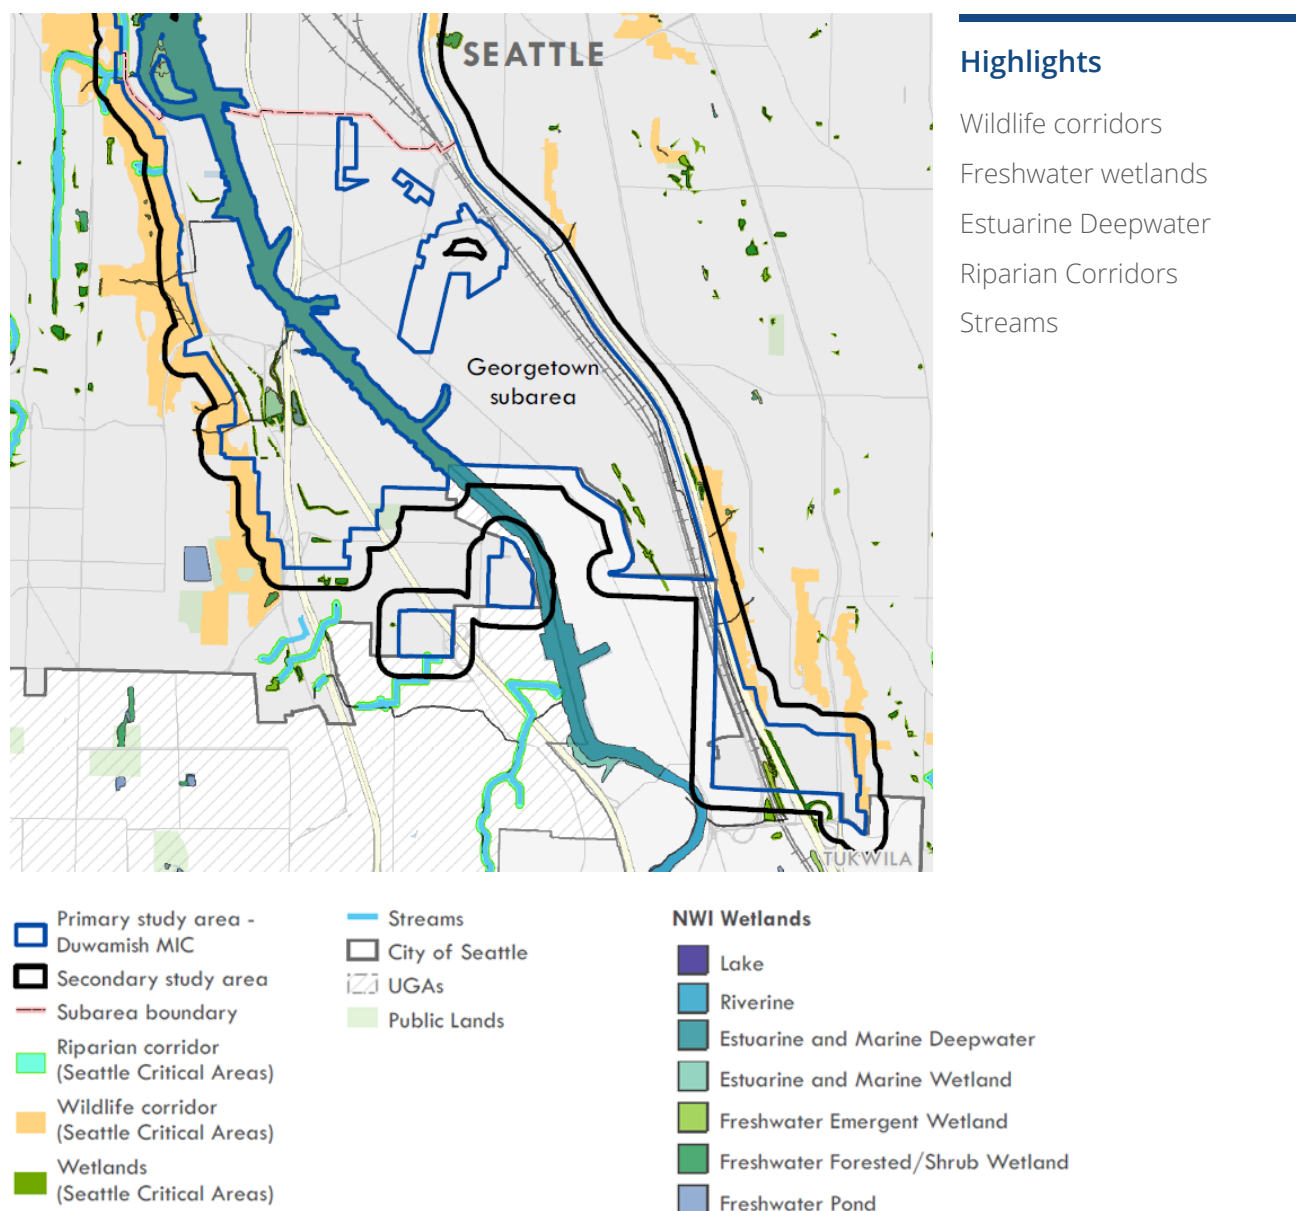 SEATTLE
Georgetown
subarea
TUKWILA
Highlights
Wildlife corridors
Freshwater wetlands
Estuarine Deepwater
Riparian Corridors
Streams
Primary study area -
Duwamish MIC
Secondary study area
Subarea boundary
Riparian corridor
(Seattle Critical Areas)
Wildlife corridor
(Seattle Critical Areas)
Wetlands
(Seattle Critical Areas)
Streams
City of Seattle
UGAs
Public Lands
NWI Wetlands
Lake
Riverine
Estuarine and Marine Deepwater
Estuarine and Marine Wetland
Freshwater Emergent Wetland
Freshwater Forested/Shrub Wetland
Freshwater Pond